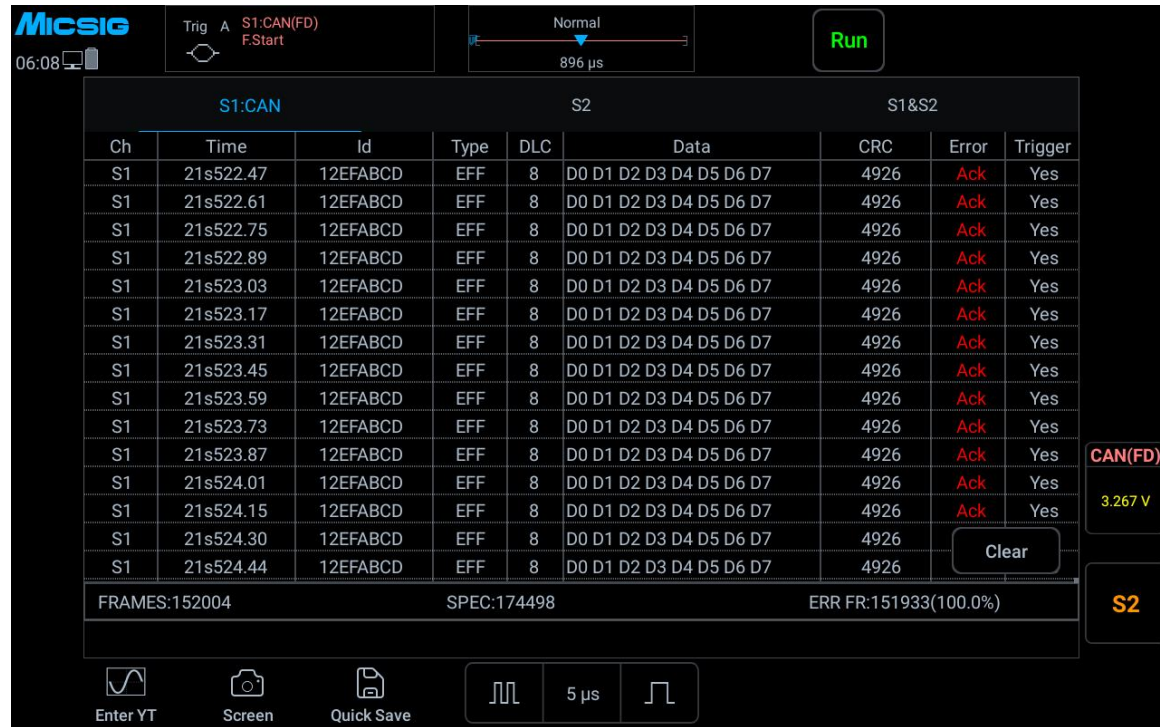 Micsig
Trig A S1:CAN(FD)
F.Start
Normal
896 µs
Run
06:08
S1:CAN S2 S1&S2
Ch Time Id Type DLC Data CRC Error Trigger
S1 21s522.47 12EFABCD EFF 8 D0 D1 D2 D3 D4 D5 D6 D7 4926 Ack Yes
S1 21s522.61 12EFABCD EFF 8 D0 D1 D2 D3 D4 D5 D6 D7 4926 Ack Yes
S1 21s522.75 12EFABCD EFF 8 D0 D1 D2 D3 D4 D5 D6 D7 4926 Ack Yes
S1 21s522.89 12EFABCD EFF 8 D0 D1 D2 D3 D4 D5 D6 D7 4926 Ack Yes
S1 21s523.03 12EFABCD EFF 8 D0 D1 D2 D3 D4 D5 D6 D7 4926 Ack Yes
S1 21s523.17 12EFABCD EFF 8 D0 D1 D2 D3 D4 D5 D6 D7 4926 Ack Yes
S1 21s523.31 12EFABCD EFF 8 D0 D1 D2 D3 D4 D5 D6 D7 4926 Ack Yes
S1 21s523.45 12EFABCD EFF 8 D0 D1 D2 D3 D4 D5 D6 D7 4926 Ack Yes
S1 21s523.59 12EFABCD EFF 8 D0 D1 D2 D3 D4 D5 D6 D7 4926 Ack Yes
S1 21s523.73 12EFABCD EFF 8 D0 D1 D2 D3 D4 D5 D6 D7 4926 Ack Yes
S1 21s523.87 12EFABCD EFF 8 D0 D1 D2 D3 D4 D5 D6 D7 4926 Ack Yes
S1 21s524.01 12EFABCD EFF 8 D0 D1 D2 D3 D4 D5 D6 D7 4926 Ack Yes
S1 21s524.15 12EFABCD EFF 8 D0 D1 D2 D3 D4 D5 D6 D7 4926 Ack Yes
S1 21s524.30 12EFABCD EFF 8 D0 D1 D2 D3 D4 D5 D6 D7 4926
S1 21s524.44 12EFABCD EFF 8 D0 D1 D2 D3 D4 D5 D6 D7 4926
Clear
FRAMES:152004 SPEC:174498 ERR FR:151933(100.0%)
CAN(FD)
3.267 V
S2
Enter YT Screen Quick Save 5 µs